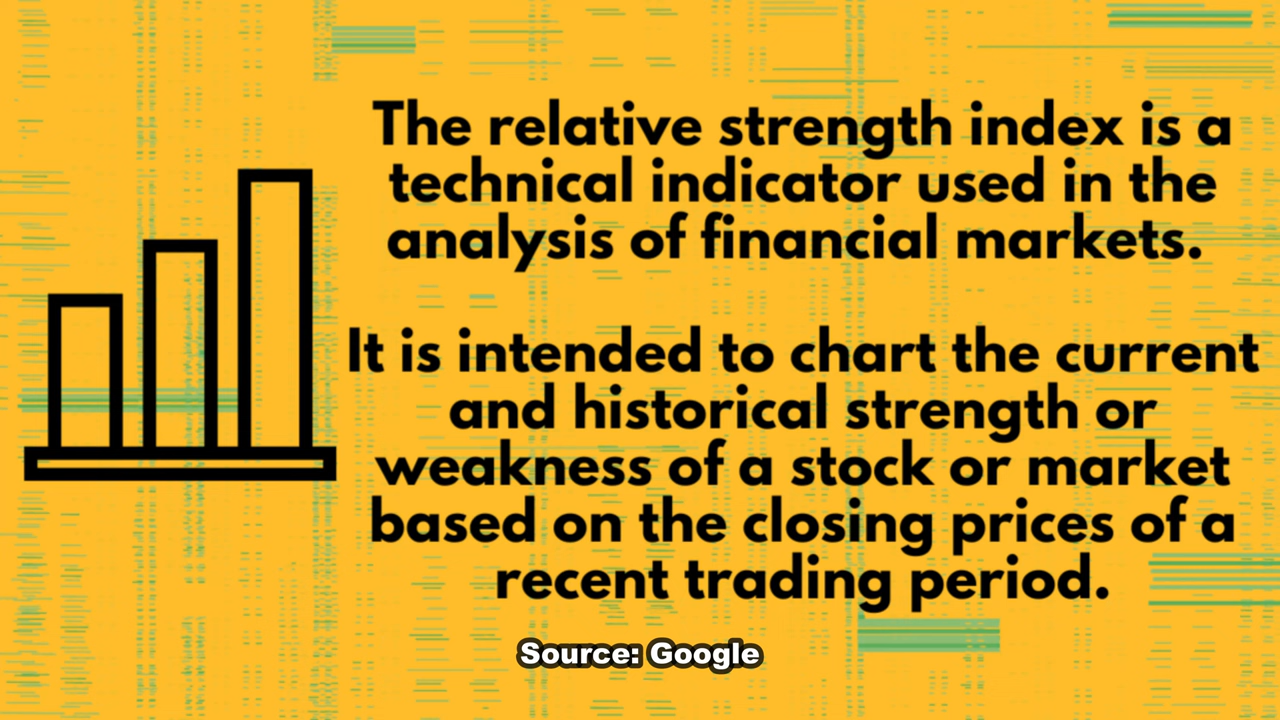 The relative strength index is a
technical indicator used in the
analysis of financial markets.
It is intended to chart the current
and historical strength or
weakness of a stock or market
based on the closing prices of a
recent trading period.
Source: Google